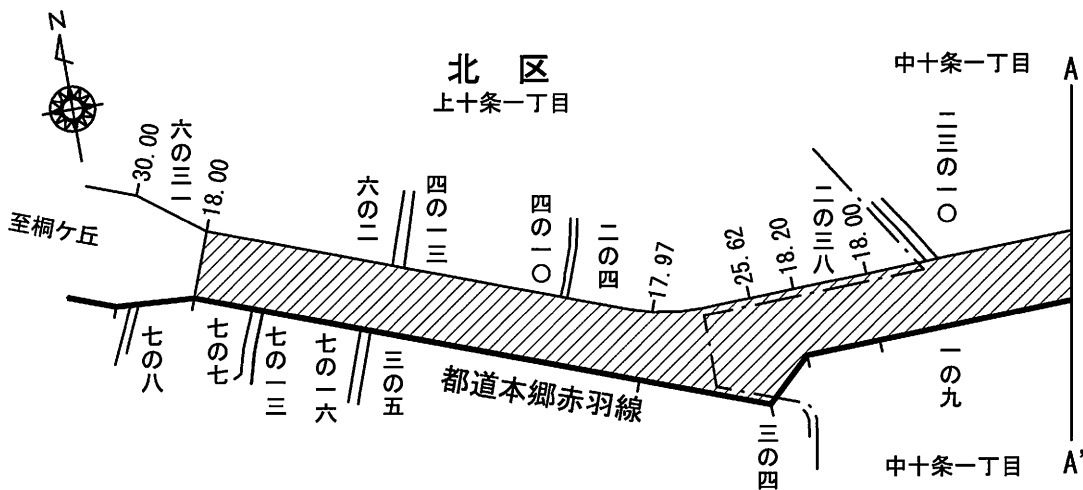 N
北区
上十条一丁目
中十条一丁目
A
至桐ケ丘
30.00
六の三一
18.00
六の二
四の一三
四の一〇
二の四
17.97
25.62
18.20
二の三八
18.00
二三の一〇
七の八
七の七
七の一三
七の一六
三の五
都道本郷赤羽線
三の四
一の九
中十条一丁目
A'